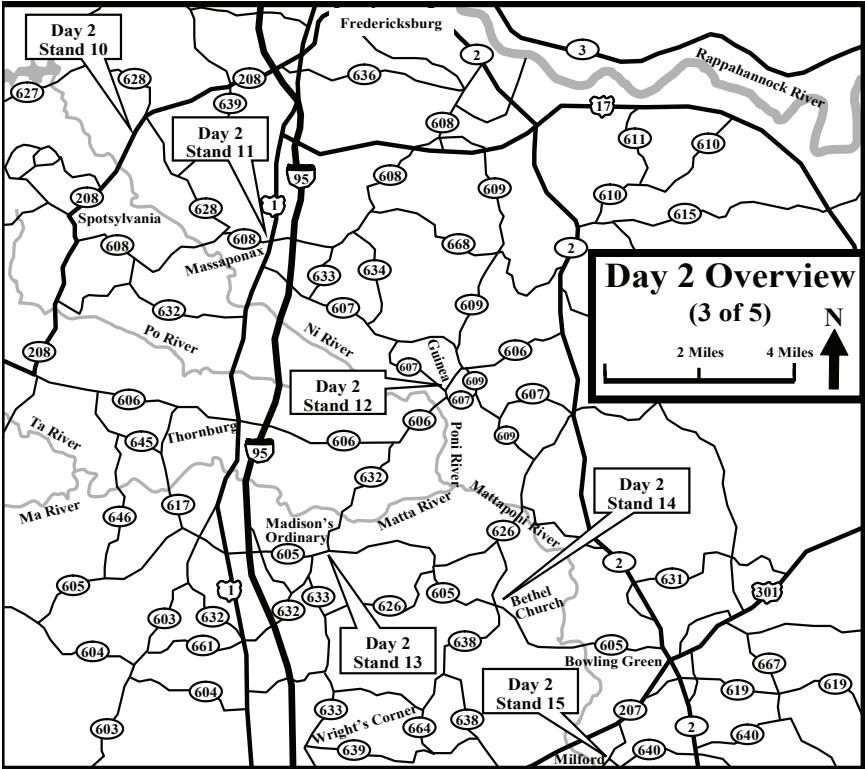 Day 2
Stand 10
Fredericksburg
2
3
Rappahannock
River
627
628
208
636
639
17
Day 2
Stand 11
608
611
610
95
608
609
610
208
1
628
615
Spotsylvania
608
608
Massaponax
668
2
633
634
Day 2 Overview
(3 of 5)
N
2 Miles
4 Miles
632
607
609
Po River
Ni River
208
Guinea
606
607
Day 2
Stand 12
609
607
607
606
606
Ta River
645
Thornburg
606
609
95
Poni River
632
Day 2
Stand 14
Ma River
646
617
Matta River
Mattapohi River
Madison's
Ordinary
626
605
2
605
1
631
301
605
626
Bethel
Church
603
632
632
633
604
661
638
605
Day 2
Stand 13
Bowling Green
667
604
Day 2
Stand 15
619
619
633
207
603
Wright's Corner
664
638
2
639
640
640
Milford